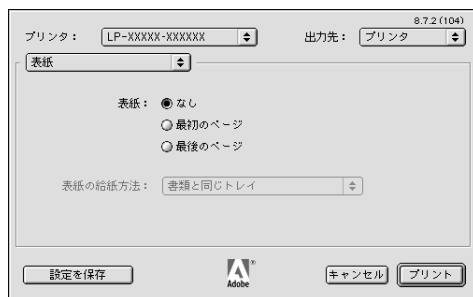 8.7.2 (104)
プリンタ： LP-XXXXX-XXXXXX 出力先： プリンタ
表紙
表紙： なし
最初のページ
最後のページ
表紙の給紙方法： 書類と同じトレイ
設定を保存 Adobe ® キャンセル プリント